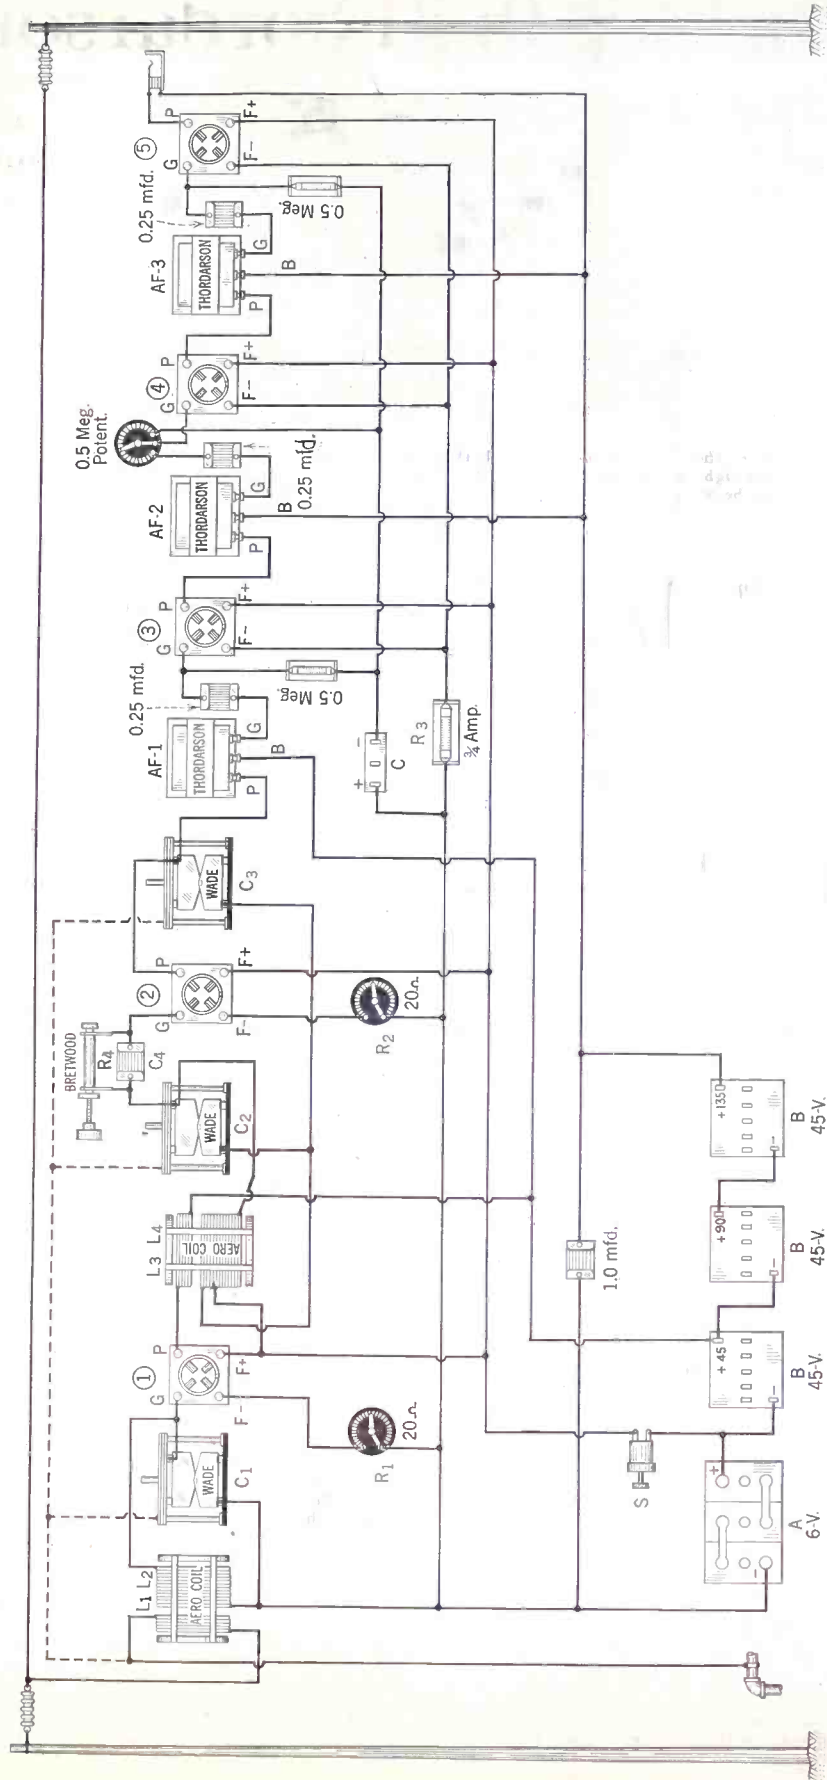 L1 L2
AERO COIL
WADE
C1
1
G
P
F-
F+
R1
20Ω
L3 L4
AERO COIL
WADE
C2
BRETWOOD
R4
C4
2
G
P
F-
F+
R2
20Ω
WADE
C3
AF-1
THORDARSON
P
B
G
0.25 mfd.
0.5 Meg.
3
G
P
F-
F+
+
-
C
R3
¾ Amp.
AF-2
THORDARSON
P
B
G
0.25 mfd.
0.5 Meg.
Potent.
4
G
P
F-
F+
AF-3
THORDARSON
P
B
G
0.25 mfd.
0.5 Meg.
5
G
P
F-
F+
S
1.0 mfd.
-
+
A
6-V.
-
+45
B
45-V.
-
+90
B
45-V.
-
+135
B
45-V.